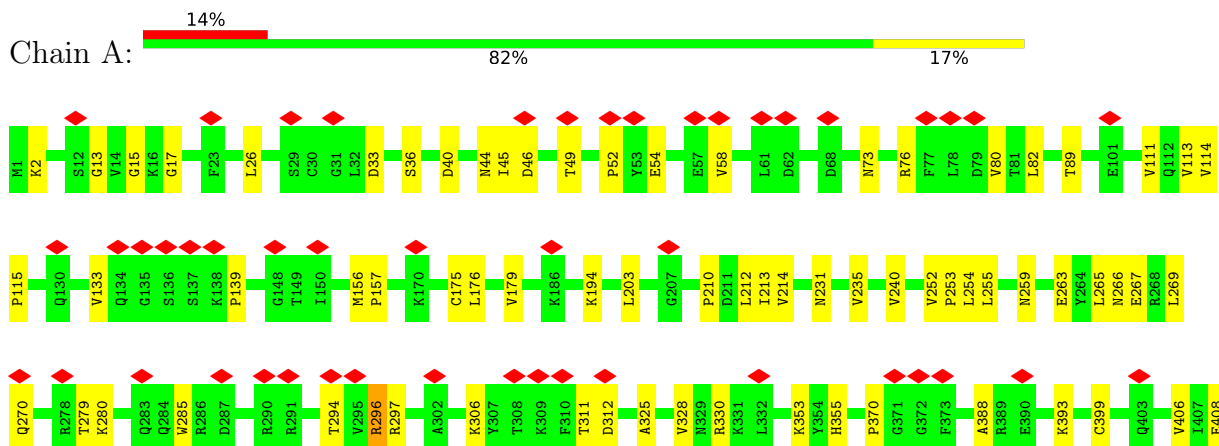 14%
Chain A:
82% 17%
M1 K2 S12 G13 V14 G15 K16 G17 F23 L26 S29 C30 G31 L32 D33 S36 D40 N44 I45 D46 T49 P52 Y53 E54 E57 V58 L61 D62 D68 N73 R76 F77 L78 D79 V80 T81 L82 T89 E101 V111 Q112 V113 V114
P115 Q130 V133 Q134 G135 S136 S137 K138 P139 G148 T149 I150 M156 P157 K170 C175 L176 V179 K186 K194 L203 G207 P210 D211 L212 I213 V214 N231 V235 V240 V252 P253 L254 L255 N259 E263 Y264 L265 N266 E267 R268 L269
Q270 R278 T279 K280 Q283 Q284 W285 R286 D287 R290 R291 T294 V295 R296 R297 A302 K306 Y307 T308 K309 F310 T311 D312 A325 V328 N329 R330 K331 L332 K353 Y354 H355 P370 G371 G372 F373 A388 R389 E390 K393 C399 Q403 V406 I407 E408